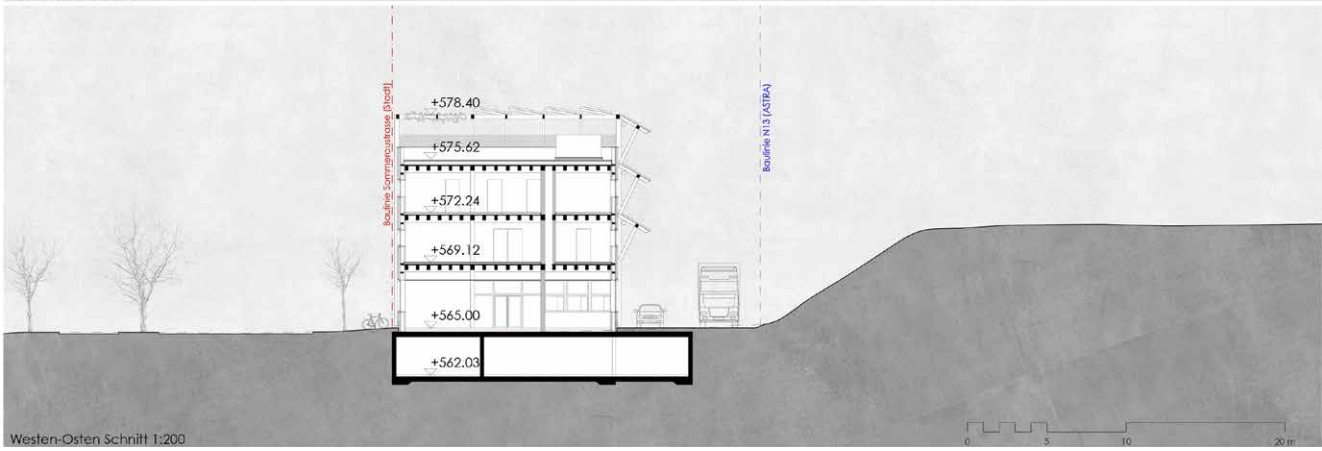 Baulinie Sommeraustrasse (Stadt)
Baulinie N13 (ASTRA)
+578.40
+575.62
+572.24
+569.12
+565.00
+562.03
Westen-Osten Schnitt 1:200
0
5
10
20 m